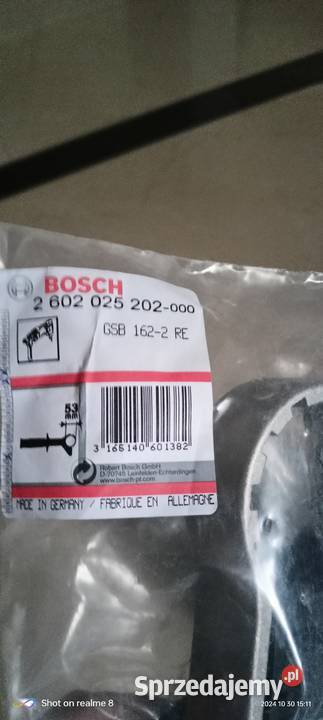 BOSCH
2 602 025 202-000
GSB 162-2 RE
53
mm
3 165140 601382
Robert Bosch GmbH
D-70745 Leinfelden-Echterdingen
www.bosch-pt.com
MADE IN GERMANY / FABRIQUE EN ALLEMAGNE
Shot on realme 8
2024 10 30 15:11
Sprzedajemy.pl